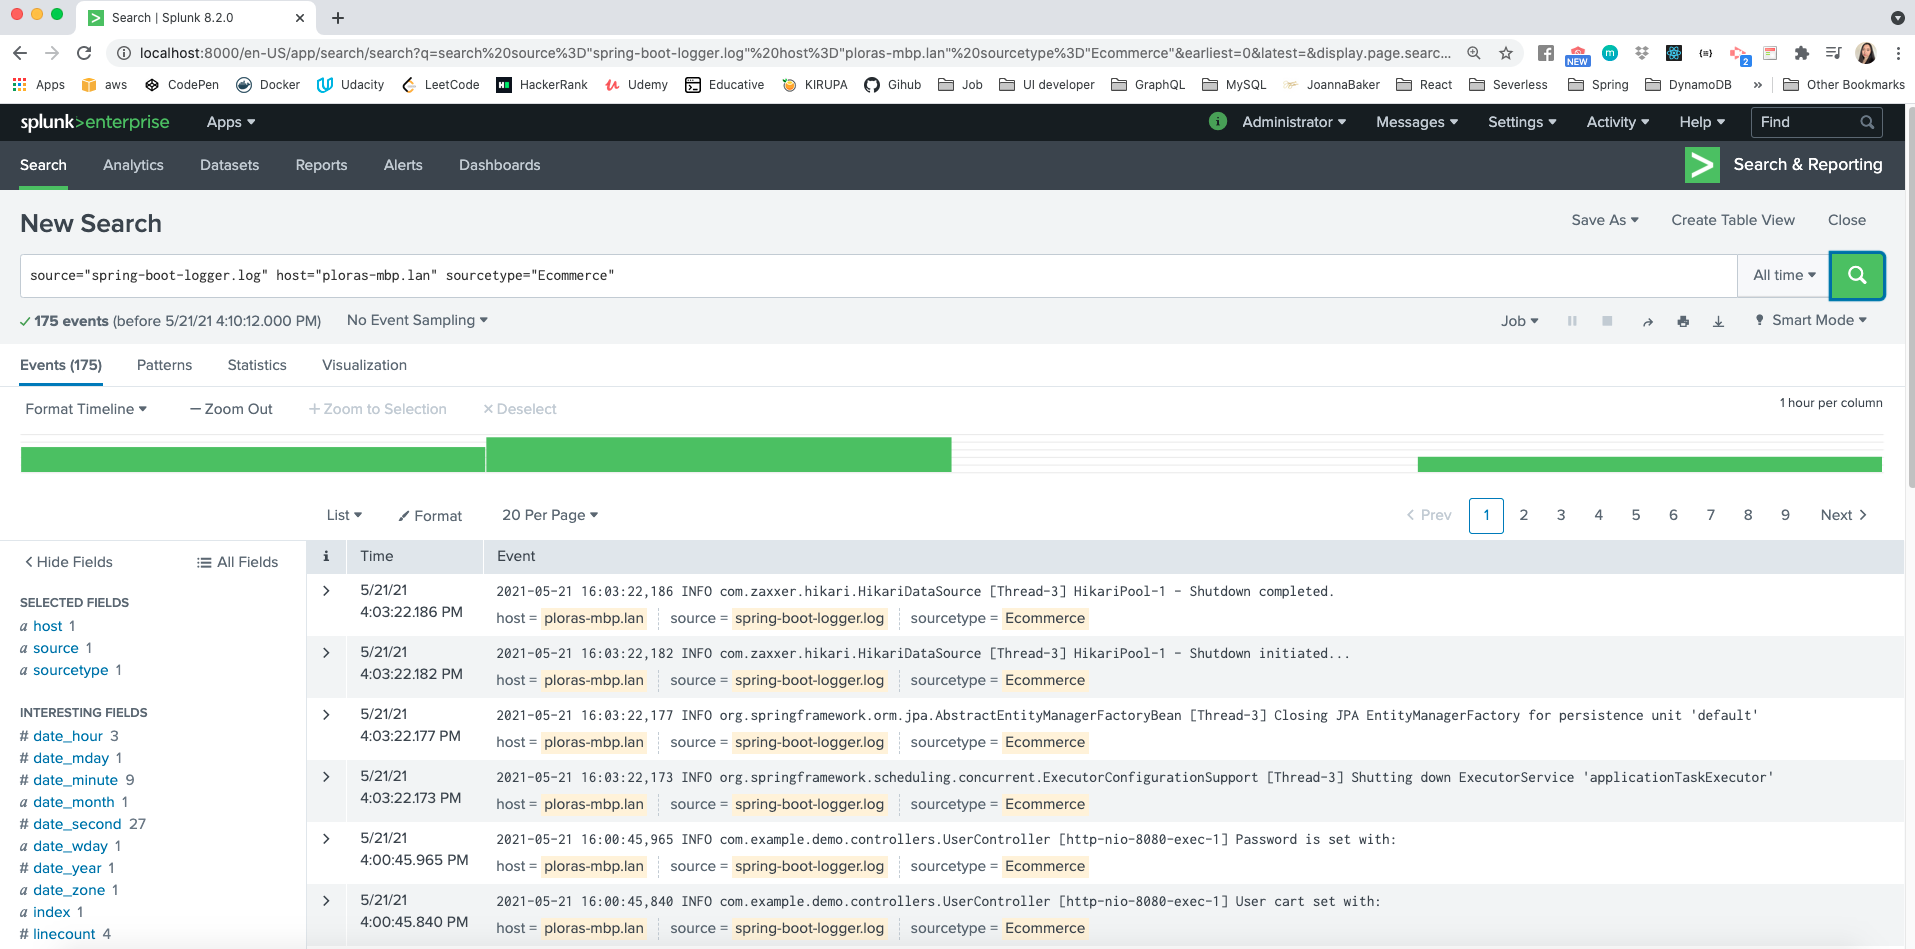 Search | Splunk 8.2.0
localhost:8000/en-US/app/search/search?q=search%20source%3D"spring-boot-logger.log"%20host%3D"ploras-mbp.lan"%20sourcetype%3D"Ecommerce"&earliest=0&latest=&display.page.searc...
NEW
2
Apps aws CodePen Docker Udacity LeetCode HackerRank Udemy Educative KIRUPA Gihub Job UI developer GraphQL MySQL JoannaBaker React Severless Spring DynamoDB » Other Bookmarks
splunk>enterprise Apps Administrator Messages Settings Activity Help Find
Search Analytics Datasets Reports Alerts Dashboards Search & Reporting
New Search Save As Create Table View Close
source="spring-boot-logger.log" host="ploras-mbp.lan" sourcetype="Ecommerce" All time
175 events (before 5/21/21 4:10:12.000 PM) No Event Sampling Job Smart Mode
Events (175) Patterns Statistics Visualization
Format Timeline — Zoom Out + Zoom to Selection × Deselect 1 hour per column
List Format 20 Per Page < Prev 1 2 3 4 5 6 7 8 9 Next >
< Hide Fields All Fields
i Time Event
SELECTED FIELDS
a host 1
a source 1
a sourcetype 1
INTERESTING FIELDS
# date_hour 3
# date_mday 1
# date_minute 9
a date_month 1
# date_second 27
a date_wday 1
# date_year 1
a date_zone 1
a index 1
# linecount 4
> 5/21/21 2021-05-21 16:03:22,186 INFO com.zaxxer.hikari.HikariDataSource [Thread-3] HikariPool-1 - Shutdown completed.
4:03:22.186 PM host = ploras-mbp.lan source = spring-boot-logger.log sourcetype = Ecommerce
> 5/21/21 2021-05-21 16:03:22,182 INFO com.zaxxer.hikari.HikariDataSource [Thread-3] HikariPool-1 - Shutdown initiated...
4:03:22.182 PM host = ploras-mbp.lan source = spring-boot-logger.log sourcetype = Ecommerce
> 5/21/21 2021-05-21 16:03:22,177 INFO org.springframework.orm.jpa.AbstractEntityManagerFactoryBean [Thread-3] Closing JPA EntityManagerFactory for persistence unit 'default'
4:03:22.177 PM host = ploras-mbp.lan source = spring-boot-logger.log sourcetype = Ecommerce
> 5/21/21 2021-05-21 16:03:22,173 INFO org.springframework.scheduling.concurrent.ExecutorConfigurationSupport [Thread-3] Shutting down ExecutorService 'applicationTaskExecutor'
4:03:22.173 PM host = ploras-mbp.lan source = spring-boot-logger.log sourcetype = Ecommerce
> 5/21/21 2021-05-21 16:00:45,965 INFO com.example.demo.controllers.UserController [http-nio-8080-exec-1] Password is set with:
4:00:45.965 PM host = ploras-mbp.lan source = spring-boot-logger.log sourcetype = Ecommerce
> 5/21/21 2021-05-21 16:00:45,840 INFO com.example.demo.controllers.UserController [http-nio-8080-exec-1] User cart set with:
4:00:45.840 PM host = ploras-mbp.lan source = spring-boot-logger.log sourcetype = Ecommerce